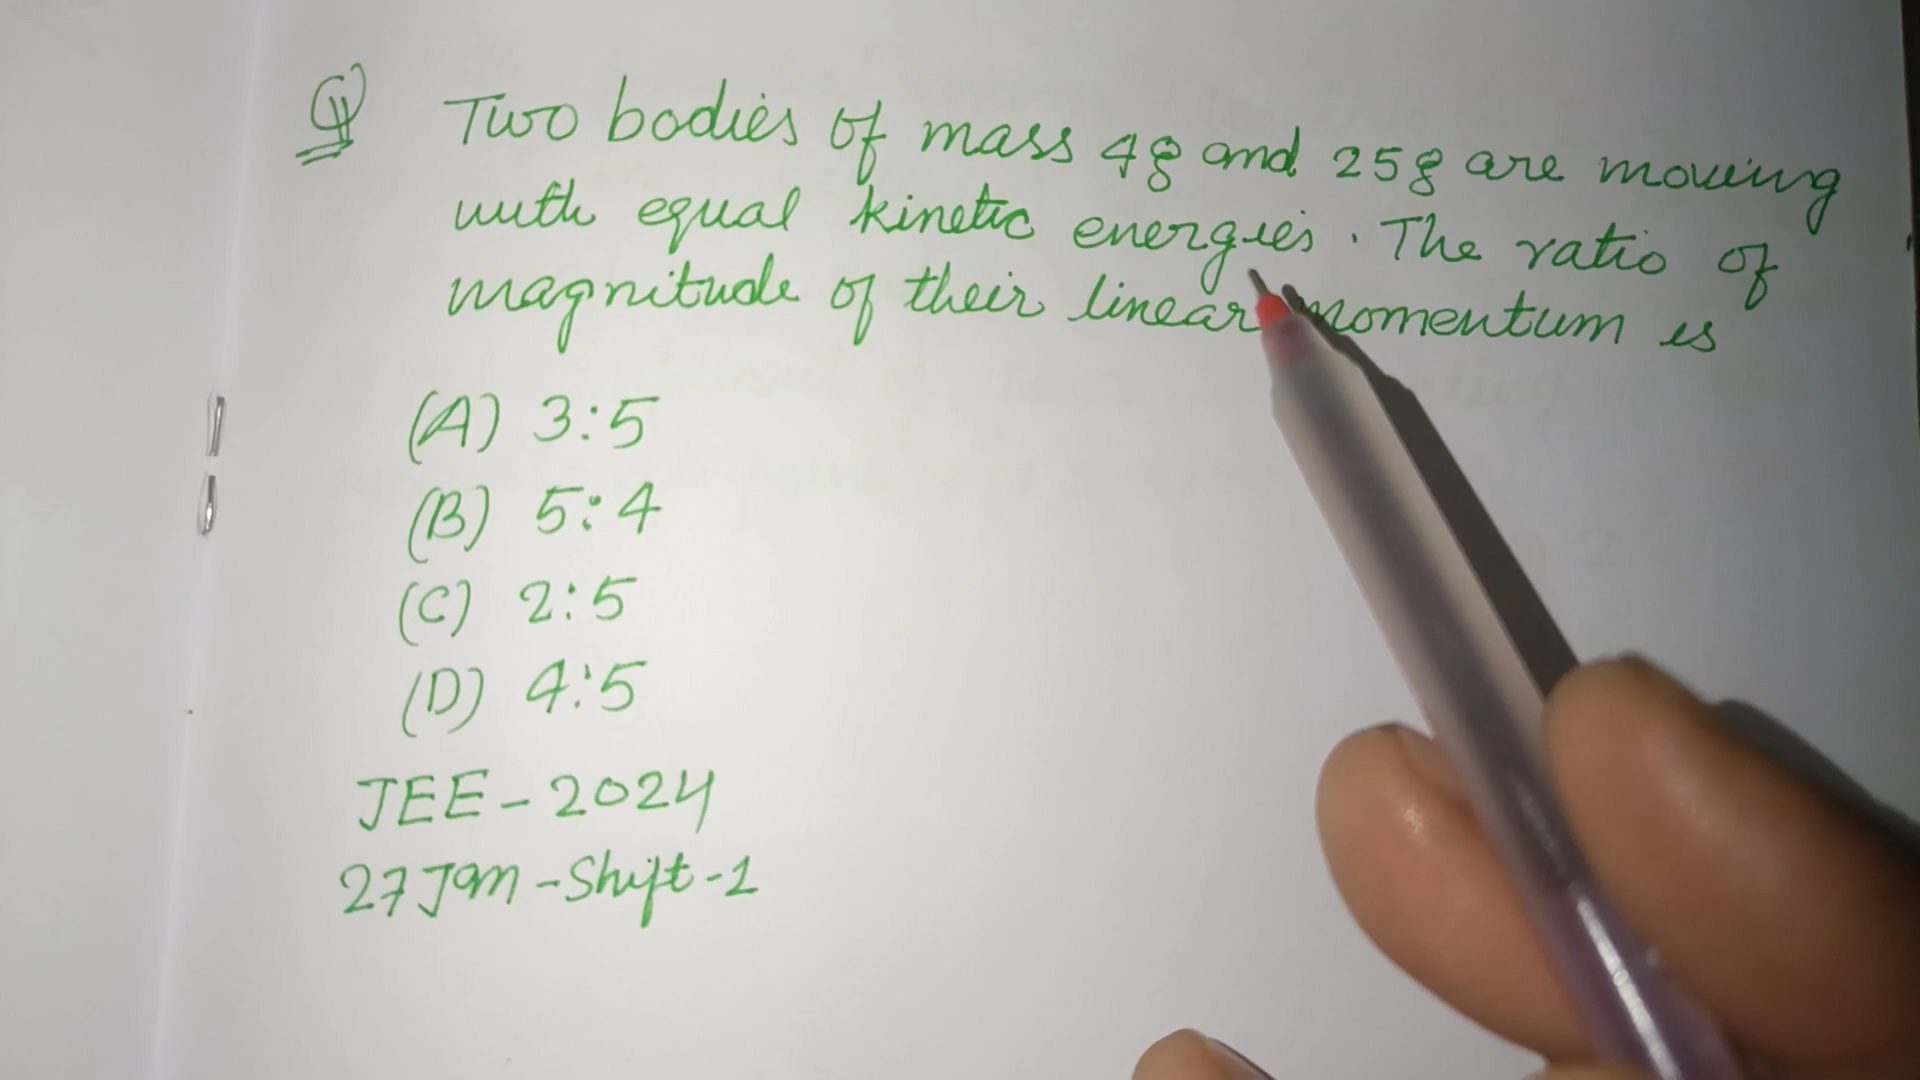 Q Two bodies of mass 4g and 25g are moving
with equal kinetic energies. The ratio of
magnitude of their linear momentum is
(A) 3:5
(B) 5:4
(C) 2:5
(D) 4:5
JEE-2024
27 Jan-Shift-1